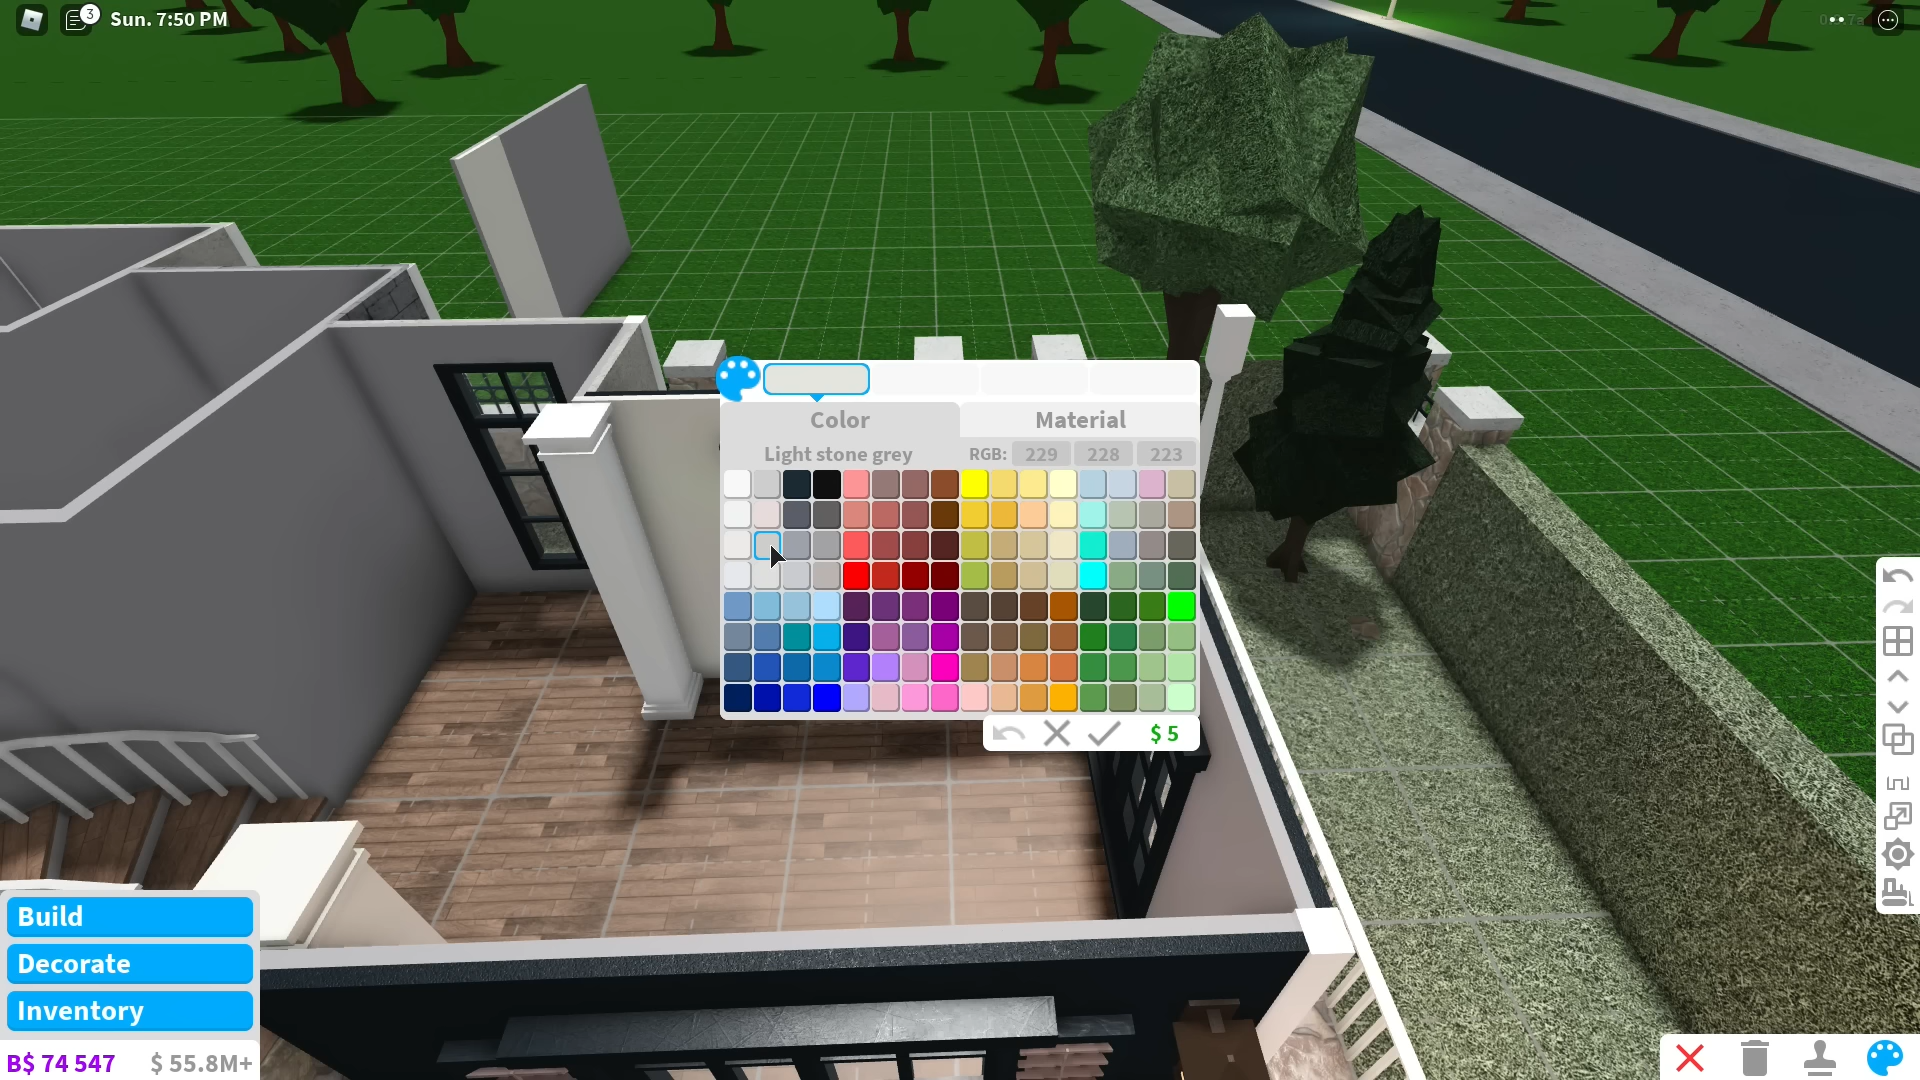 3 Sun. 7:50 PM
Color Material
Light stone grey RGB: 229 228 223
$ 5
Build
Decorate
Inventory
B$ 74 547 $ 55.8M+